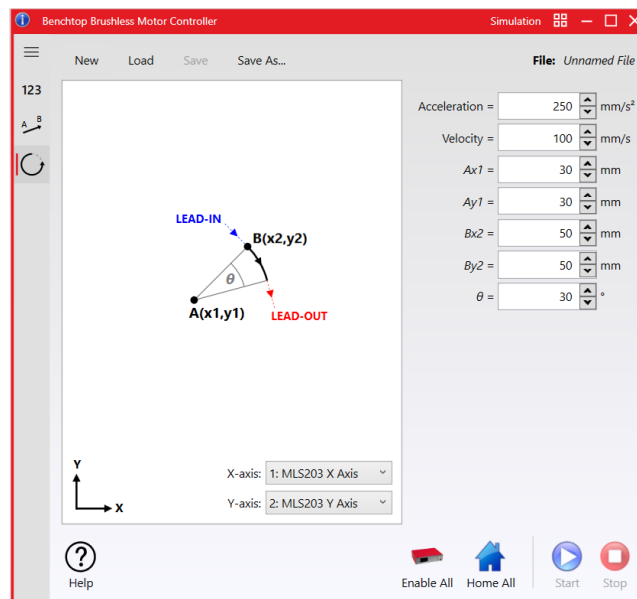 Benchtop Brushless Motor Controller Simulation
New Load Save Save As... File: Unnamed File
123
A B
Acceleration = 250 mm/s²
Velocity = 100 mm/s
Ax1 = 30 mm
Ay1 = 30 mm
Bx2 = 50 mm
By2 = 50 mm
θ = 30 °
LEAD-IN
B(x2,y2)
θ
A(x1,y1)
LEAD-OUT
Y
X
X-axis: 1: MLS203 X Axis
Y-axis: 2: MLS203 Y Axis
Help Enable All Home All Start Stop